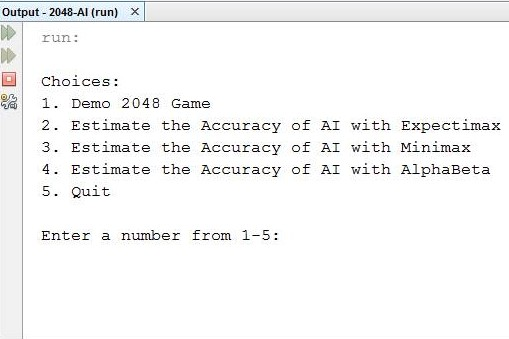 Output - 2048-AI (run) ×
run:
Choices:
1. Demo 2048 Game
2. Estimate the Accuracy of AI with Expectimax
3. Estimate the Accuracy of AI with Minimax
4. Estimate the Accuracy of AI with AlphaBeta
5. Quit
Enter a number from 1-5: